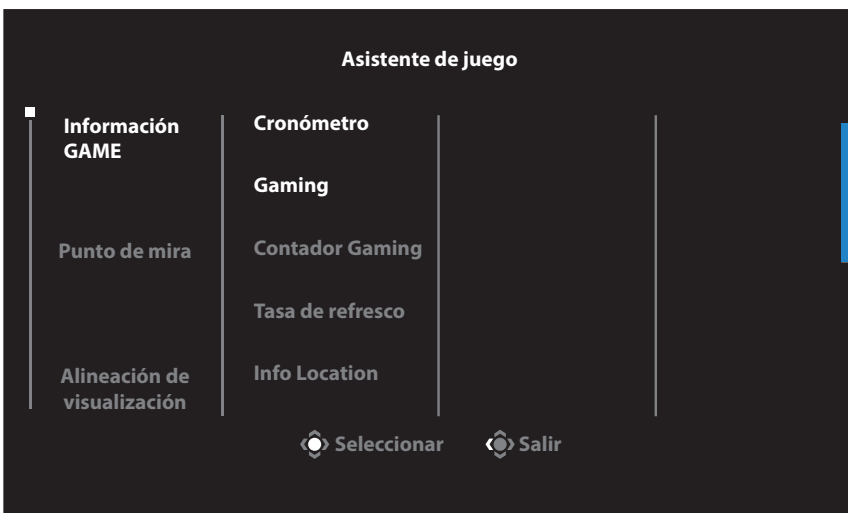 Asistente de juego
Información
GAME
Punto de mira
Alineación de
visualización
Cronómetro
Gaming
Contador Gaming
Tasa de refresco
Info Location
Seleccionar
Salir